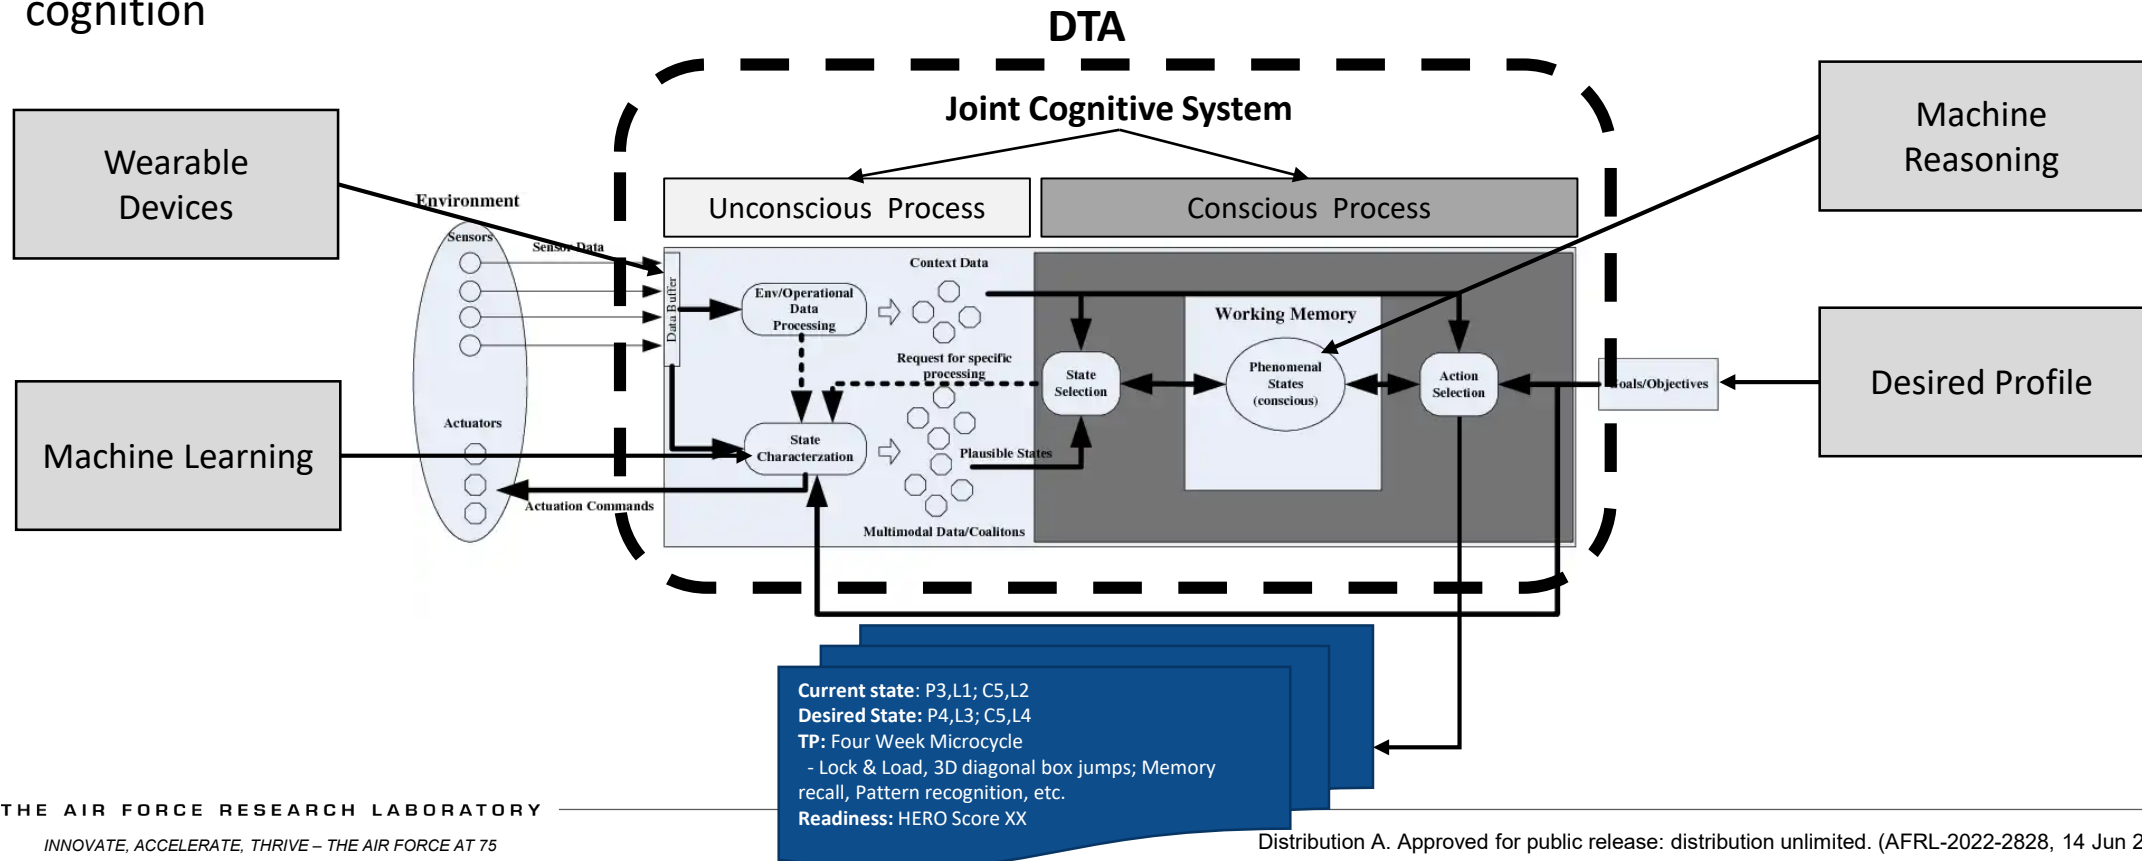 cognition
DTA
Joint Cognitive System
Wearable
Devices
Machine
Reasoning
Unconscious Process
Conscious Process
Environment
Sensors
Sensor Data
Data Buffer
Context Data
Env/Operational
Data
Processing
Working Memory
Request for specific
processing
State
Selection
Phenomenal
States
(conscious)
Action
Selection
Goals/Objectives
Desired Profile
Machine Learning
Actuators
State
Characterzation
Plausible States
Actuation Commands
Multimodal Data/Coalitons
Current state: P3,L1; C5,L2
Desired State: P4,L3; C5,L4
TP: Four Week Microcycle
- Lock & Load, 3D diagonal box jumps; Memory
recall, Pattern recognition, etc.
Readiness: HERO Score XX
THE AIR FORCE RESEARCH LABORATORY
INNOVATE, ACCELERATE, THRIVE – THE AIR FORCE AT 75
Distribution A. Approved for public release: distribution unlimited. (AFRL-2022-2828, 14 Jun 2